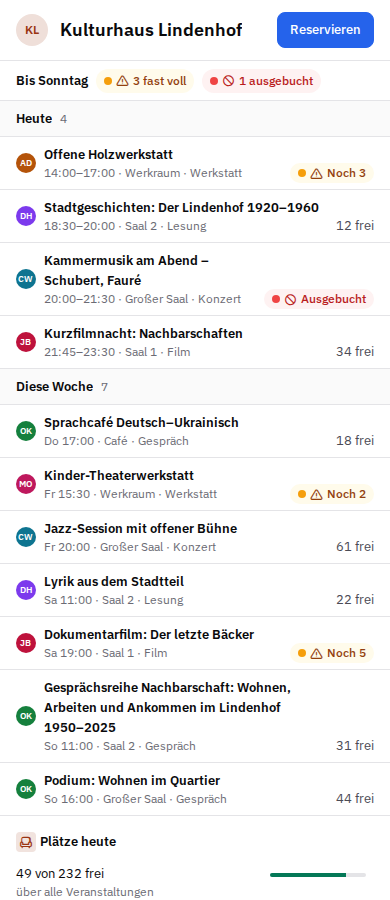 KL Kulturhaus Lindenhof Reservieren
Bis Sonntag 3 fast voll 1 ausgebucht
Heute 4
AD Offene Holzwerkstatt
14:00–17:00 · Werkraum · Werkstatt Noch 3
DH Stadtgeschichten: Der Lindenhof 1920–1960
18:30–20:00 · Saal 2 · Lesung 12 frei
CW Kammermusik am Abend –
Schubert, Fauré
20:00–21:30 · Großer Saal · Konzert Ausgebucht
JB Kurzfilmnacht: Nachbarschaften
21:45–23:30 · Saal 1 · Film 34 frei
Diese Woche 7
OK Sprachcafé Deutsch–Ukrainisch
Do 17:00 · Café · Gespräch 18 frei
MO Kinder-Theaterwerkstatt
Fr 15:30 · Werkraum · Werkstatt Noch 2
CW Jazz-Session mit offener Bühne
Fr 20:00 · Großer Saal · Konzert 61 frei
DH Lyrik aus dem Stadtteil
Sa 11:00 · Saal 2 · Lesung 22 frei
JB Dokumentarfilm: Der letzte Bäcker
Sa 19:00 · Saal 1 · Film Noch 5
OK Gesprächsreihe Nachbarschaft: Wohnen,
Arbeiten und Ankommen im Lindenhof
1950–2025
So 11:00 · Saal 2 · Gespräch 31 frei
OK Podium: Wohnen im Quartier
So 16:00 · Großer Saal · Gespräch 44 frei
Plätze heute
49 von 232 frei
über alle Veranstaltungen